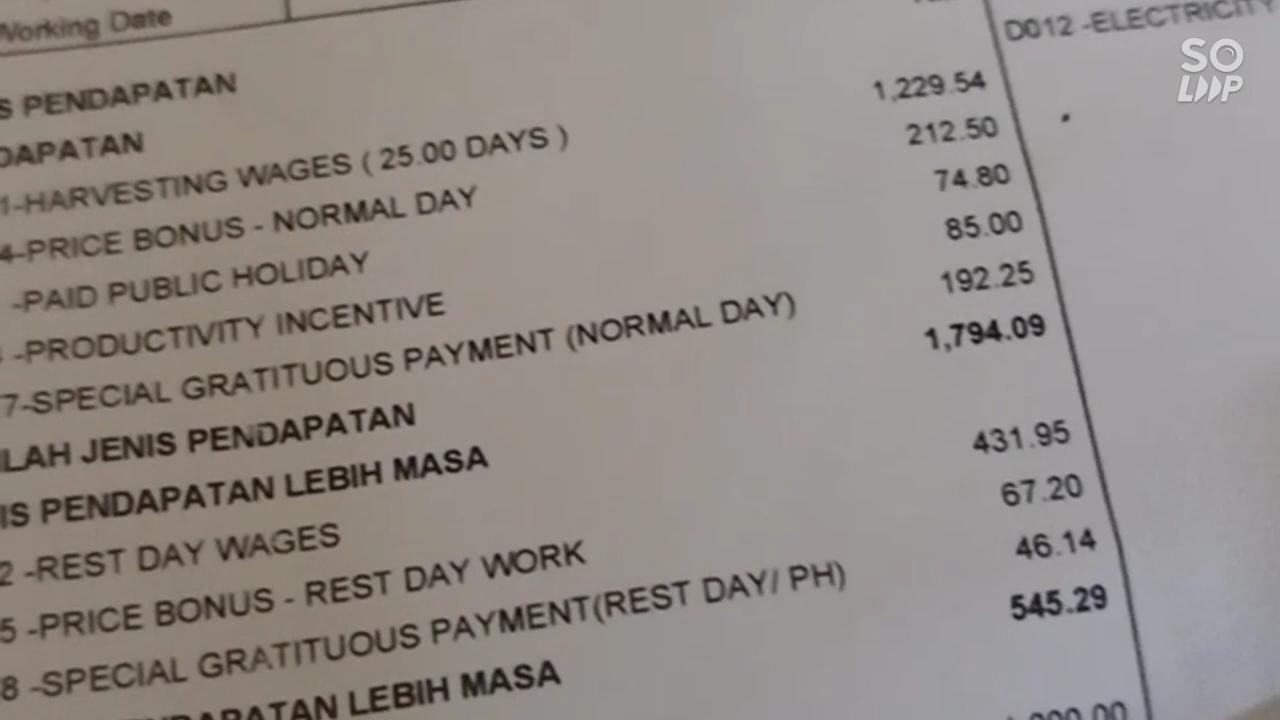 Working Date
D012 -ELECTRICITY
SO LOOP
S PENDAPATAN
DAPATAN
1-HARVESTING WAGES ( 25.00 DAYS ) 1,229.54
4-PRICE BONUS - NORMAL DAY 212.50
-PAID PUBLIC HOLIDAY 74.80
-PRODUCTIVITY INCENTIVE 85.00
7-SPECIAL GRATITUOUS PAYMENT (NORMAL DAY) 192.25
LAH JENIS PENDAPATAN 1,794.09
IS PENDAPATAN LEBIH MASA
2 -REST DAY WAGES 431.95
5 -PRICE BONUS - REST DAY WORK 67.20
8 -SPECIAL GRATITUOUS PAYMENT(REST DAY/ PH) 46.14
PENDAPATAN LEBIH MASA 545.29